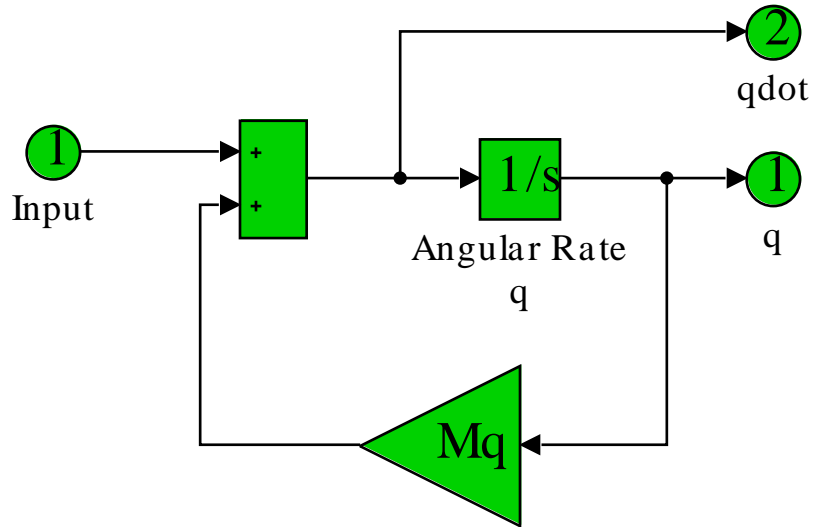 2
qdot
1
Input
+
+
1/s
Angular Rate
q
1
q
Mq